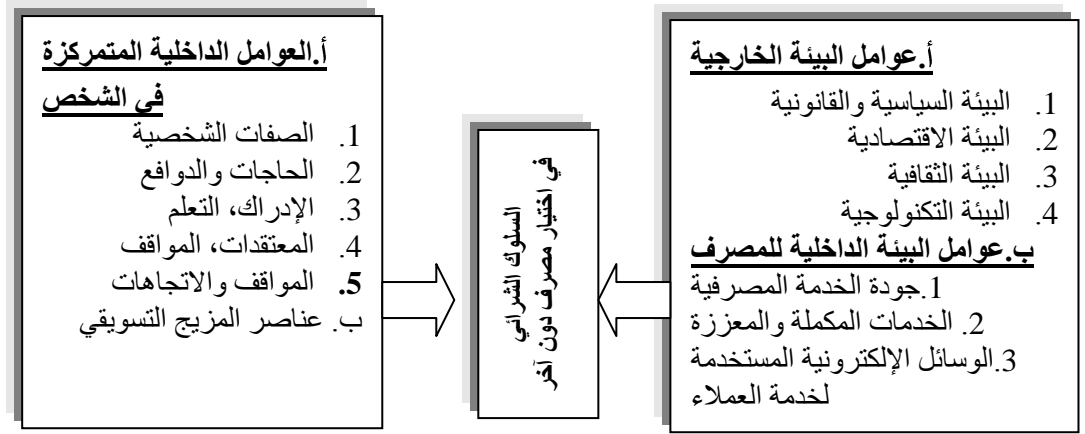 أ.عوامل البيئة الخارجية
1. البيئة السياسية والقانونية
2. البيئة الاقتصادية
3. البيئة الثقافية
4. البيئة التكنولوجية
ب.عوامل البيئة الداخلية للمصرف
1.جودة الخدمة المصرفية
2. الخدمات المكملة والمعززة
3.الوسائل الإلكترونية المستخدمة
لخدمة العملاء
السلوك الشرائي
في اختيار مصرف دون آخر
أ.العوامل الداخلية المتمركزة
في الشخص
1. الصفات الشخصية
2. الحاجات والدوافع
3. الإدراك، التعلم
4. المعتقدات، المواقف
5. المواقف والاتجاهات
ب. عناصر المزيج التسويقي